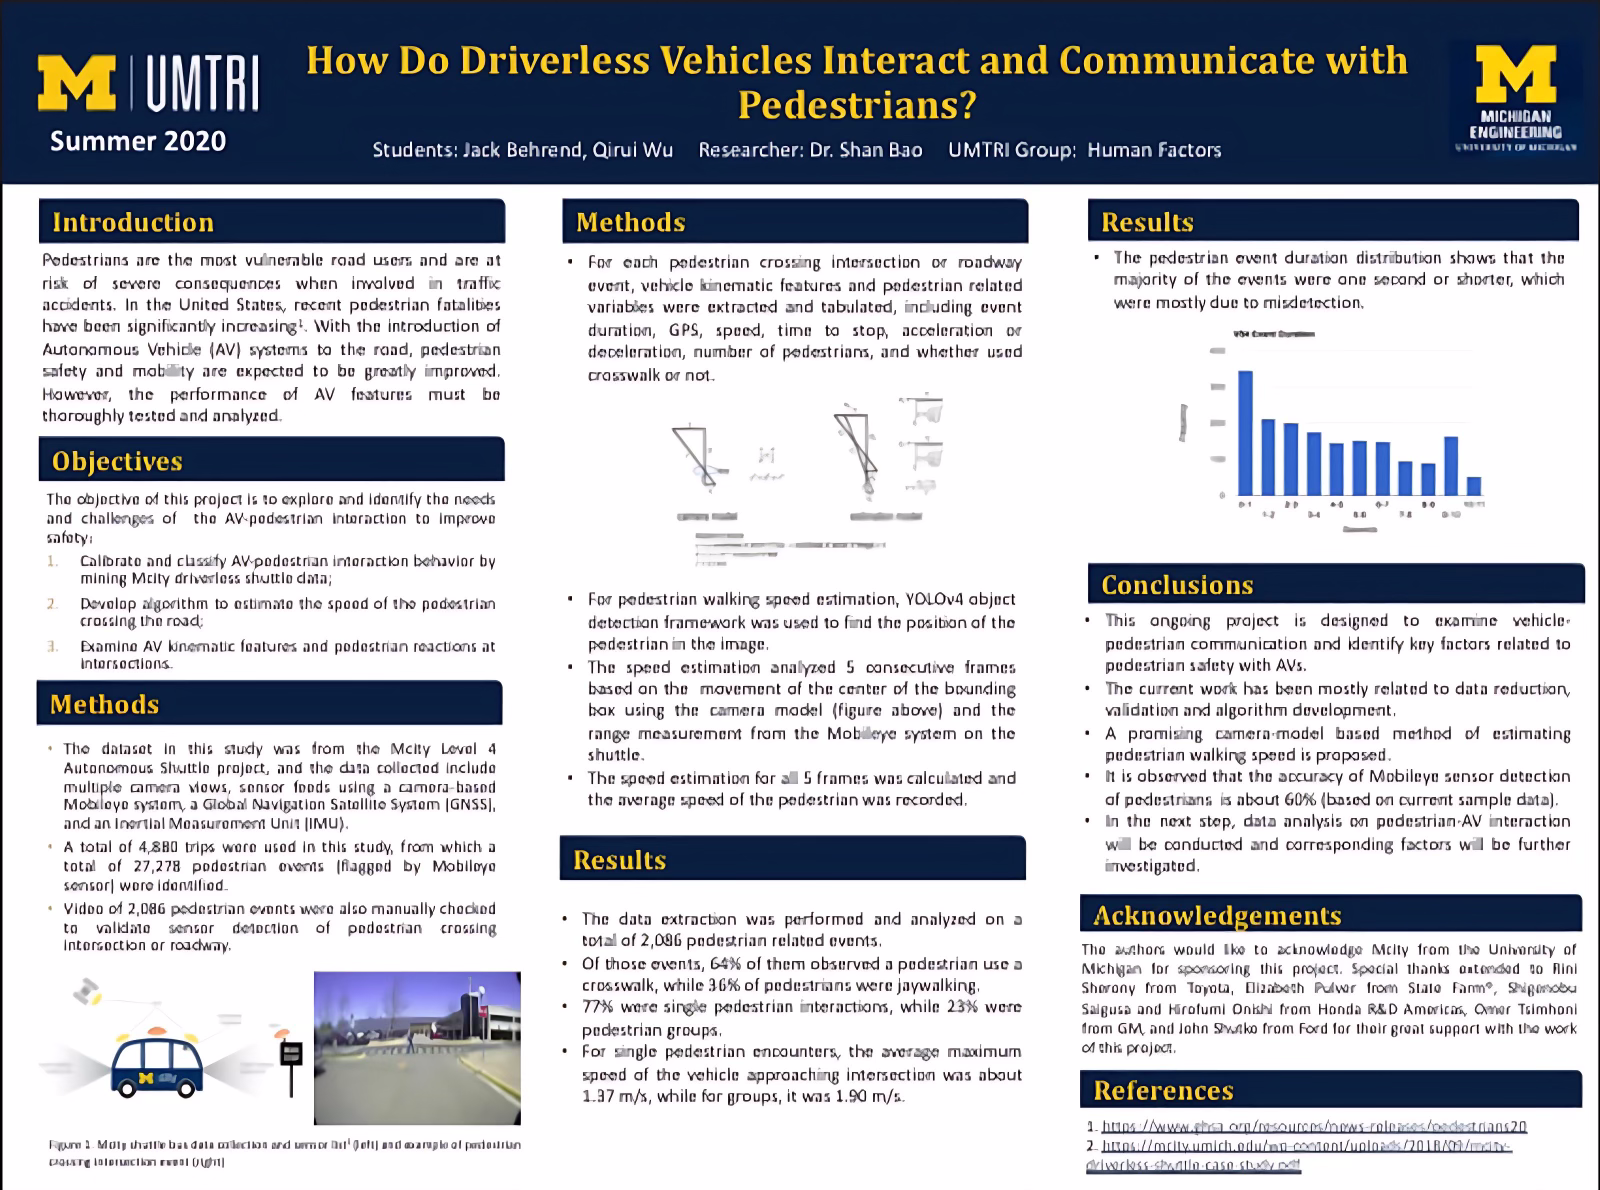 M | UMTRI
Summer 2020
How Do Driverless Vehicles Interact and Communicate with
Pedestrians?
Students: Jack Behrend, Qirui Wu Researcher: Dr. Shan Bao UMTRI Group: Human Factors
M
MICHIGAN
ENGINEERING
UNIVERSITY OF MICHIGAN
Introduction
Pedestrians are the most vulnerable road users and are at
risk of severe consequences when involved in traffic
accidents. In the United States, recent pedestrian fatalities
have been significantly increasing¹. With the introduction of
Autonomous Vehicle (AV) systems to the road, pedestrian
safety and mobility are expected to be greatly improved.
However, the performance of AV features must be
thoroughly tested and analyzed.
Objectives
The objective of this project is to explore and identify the needs
and challenges of the AV-pedestrian interaction to improve
safety:
1. Calibrate and classify AV-pedestrian interaction behavior by
mining Mcity driverless shuttle data;
2. Develop algorithm to estimate the speed of the pedestrian
crossing the road;
3. Examine AV kinematic features and pedestrian reactions at
intersections.
Methods
• The dataset in this study was from the Mcity Level 4
Autonomous Shuttle project, and the data collected include
multiple camera views, sensor feeds using a camera-based
Mobileye system, a Global Navigation Satellite System (GNSS),
and an Inertial Measurement Unit (IMU).
• A total of 4,880 trips were used in this study, from which a
total of 27,278 pedestrian events (flagged by Mobileye
sensor) were identified.
• Video of 2,086 pedestrian events were also manually checked
to validate sensor detection of pedestrian crossing
intersection or roadway.
Figure 1. Mcity shuttle bus data collection and sensor list¹ (left) and example of pedestrian
crossing intersection event (right)
Methods
• For each pedestrian crossing intersection or roadway
event, vehicle kinematic features and pedestrian related
variables were extracted and tabulated, including event
duration, GPS, speed, time to stop, acceleration or
deceleration, number of pedestrians, and whether used
crosswalk or not.
• For pedestrian walking speed estimation, YOLOv4 object
detection framework was used to find the position of the
pedestrian in the image.
• The speed estimation analyzed 5 consecutive frames
based on the movement of the center of the bounding
box using the camera model (figure above) and the
range measurement from the Mobileye system on the
shuttle.
• The speed estimation for all 5 frames was calculated and
the average speed of the pedestrian was recorded.
Results
• The data extraction was performed and analyzed on a
total of 2,086 pedestrian related events.
• Of those events, 64% of them observed a pedestrian use a
crosswalk, while 36% of pedestrians were jaywalking.
• 77% were single pedestrian interactions, while 23% were
pedestrian groups.
• For single pedestrian encounters, the average maximum
speed of the vehicle approaching intersection was about
1.37 m/s, while for groups, it was 1.90 m/s.
Results
• The pedestrian event duration distribution shows that the
majority of the events were one second or shorter, which
were mostly due to misdetection.
Event Duration
0
0-1 1-2 2-3 3-4 4-5 5-6 6-7 7-8 8-9 9-10
Conclusions
• This ongoing project is designed to examine vehicle-
pedestrian communication and identify key factors related to
pedestrian safety with AVs.
• The current work has been mostly related to data reduction,
validation and algorithm development.
• A promising camera-model based method of estimating
pedestrian walking speed is proposed.
• It is observed that the accuracy of Mobileye sensor detection
of pedestrians is about 60% (based on current sample data).
• In the next step, data analysis on pedestrian-AV interaction
will be conducted and corresponding factors will be further
investigated.
Acknowledgements
The authors would like to acknowledge Mcity from the University of
Michigan for sponsoring this project. Special thanks extended to Rini
Sherony from Toyota, Elizabeth Pulver from State Farm®, Shigenobu
Saigusa and Hirofumi Onishi from Honda R&D Americas, Omer Tsimhoni
from GM, and John Shutko from Ford for their great support with the work
of this project.
References
1. https://www.ghsa.org/resources/news-releases/pedestrians20
2. https://mcity.umich.edu/wp-content/uploads/2018/09/mcity-
driverless-shuttle-case-study.pdf